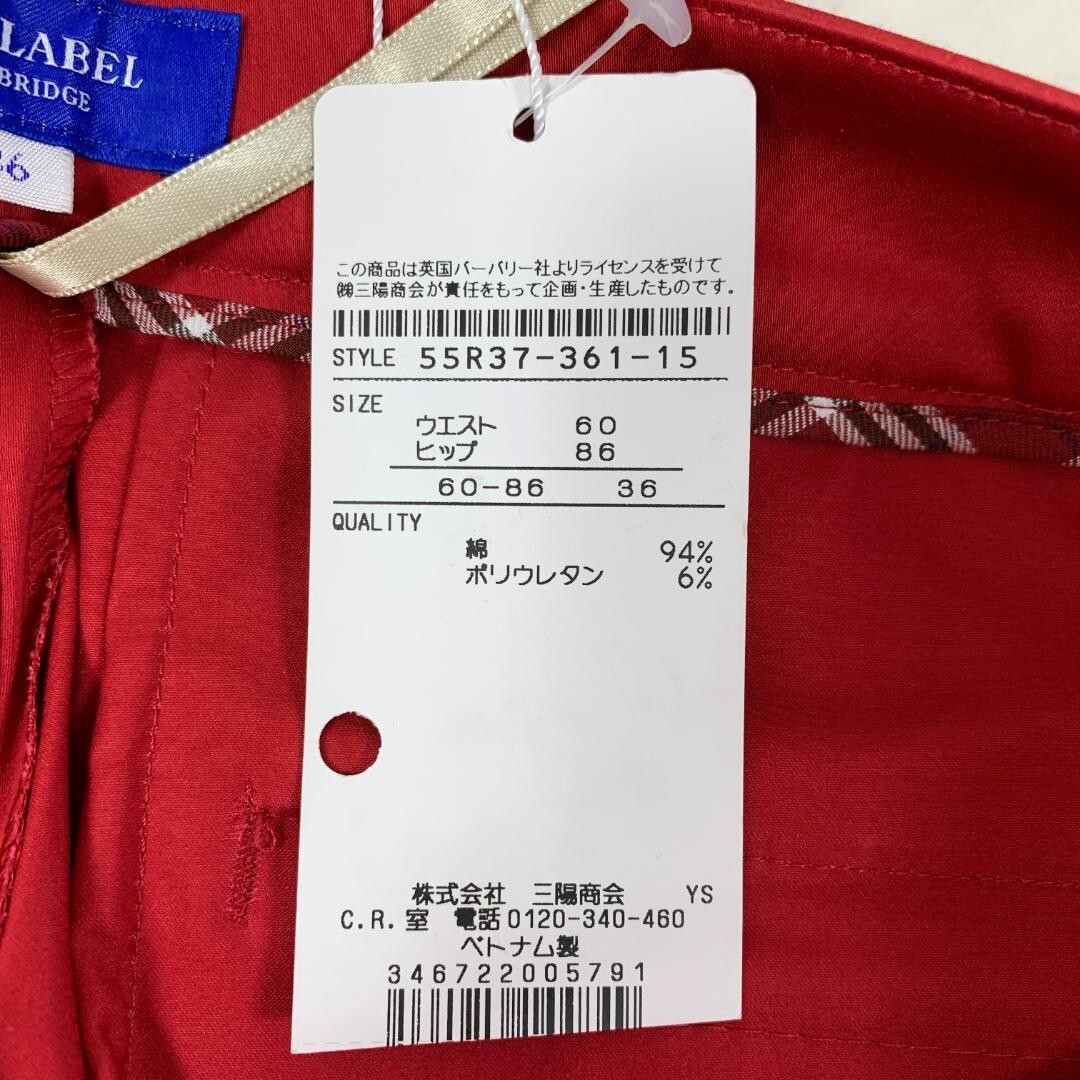 LABEL
BRIDGE
36
この商品は英国バーバリー社よりライセンスを受けて
㈱三陽商会が責任をもって企画・生産したものです。
STYLE 55R37-361-15
SIZE
ウエスト 60
ヒップ 86
60-86 36
QUALITY
綿 94%
ポリウレタン 6%
株式会社 三陽商会 YS
C.R.室 電話0120-340-460
ベトナム製
346722005791